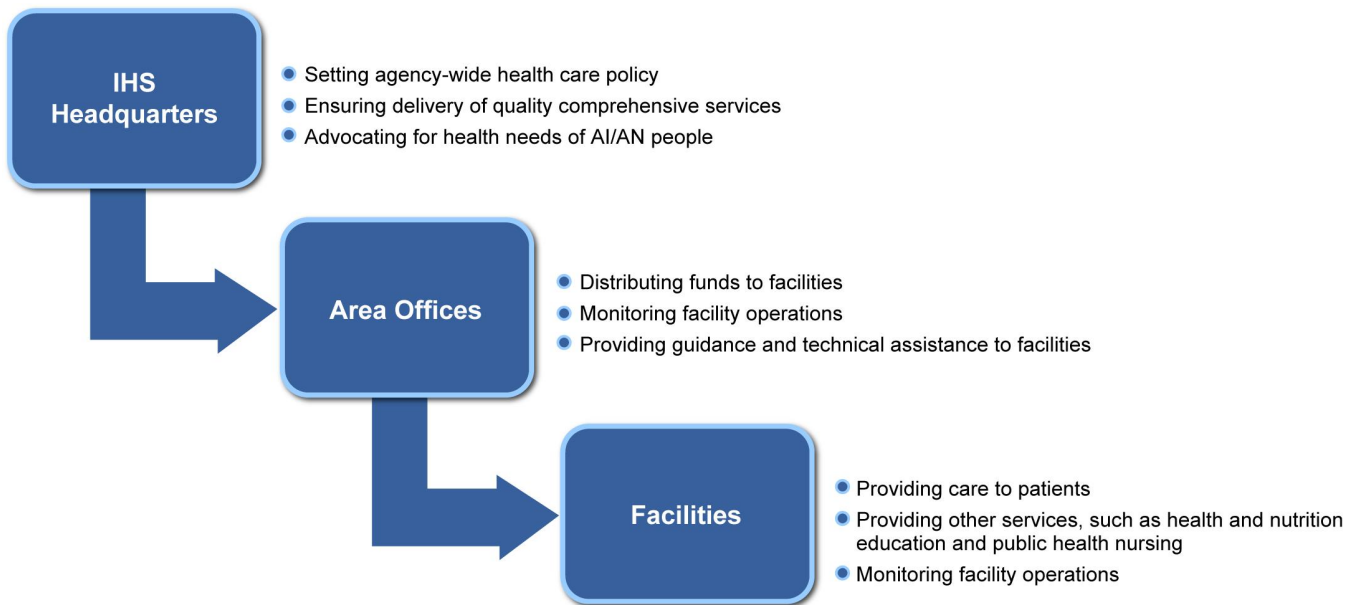 IHS
Headquarters
Setting agency-wide health care policy
Ensuring delivery of quality comprehensive services
Advocating for health needs of AI/AN people
Area Offices
Distributing funds to facilities
Monitoring facility operations
Providing guidance and technical assistance to facilities
Facilities
Providing care to patients
Providing other services, such as health and nutrition
education and public health nursing
Monitoring facility operations